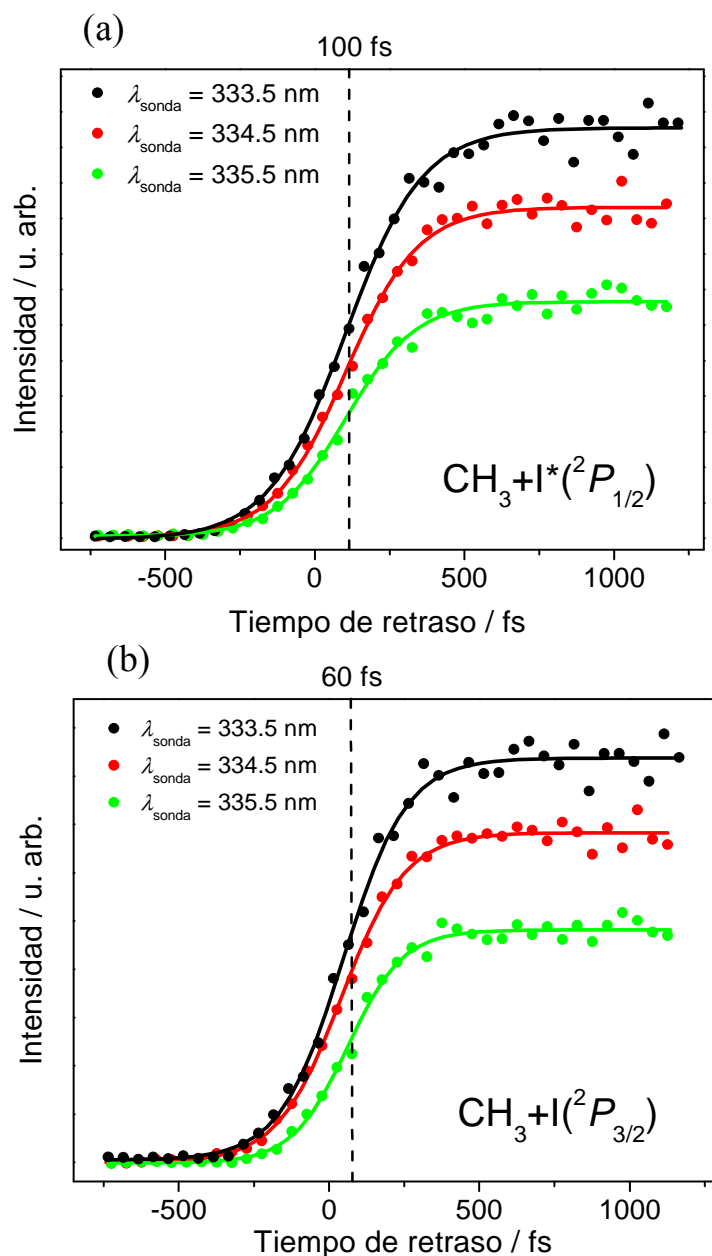 (a)
100 fs
λsonda = 333.5 nm
λsonda = 334.5 nm
λsonda = 335.5 nm
Intensidad / u. arb.
CH₃+I*(²P₁/₂)
-500 0 500 1000
Tiempo de retraso / fs
(b)
60 fs
λsonda = 333.5 nm
λsonda = 334.5 nm
λsonda = 335.5 nm
Intensidad / u. arb.
CH₃+I(²P₃/₂)
-500 0 500 1000
Tiempo de retraso / fs